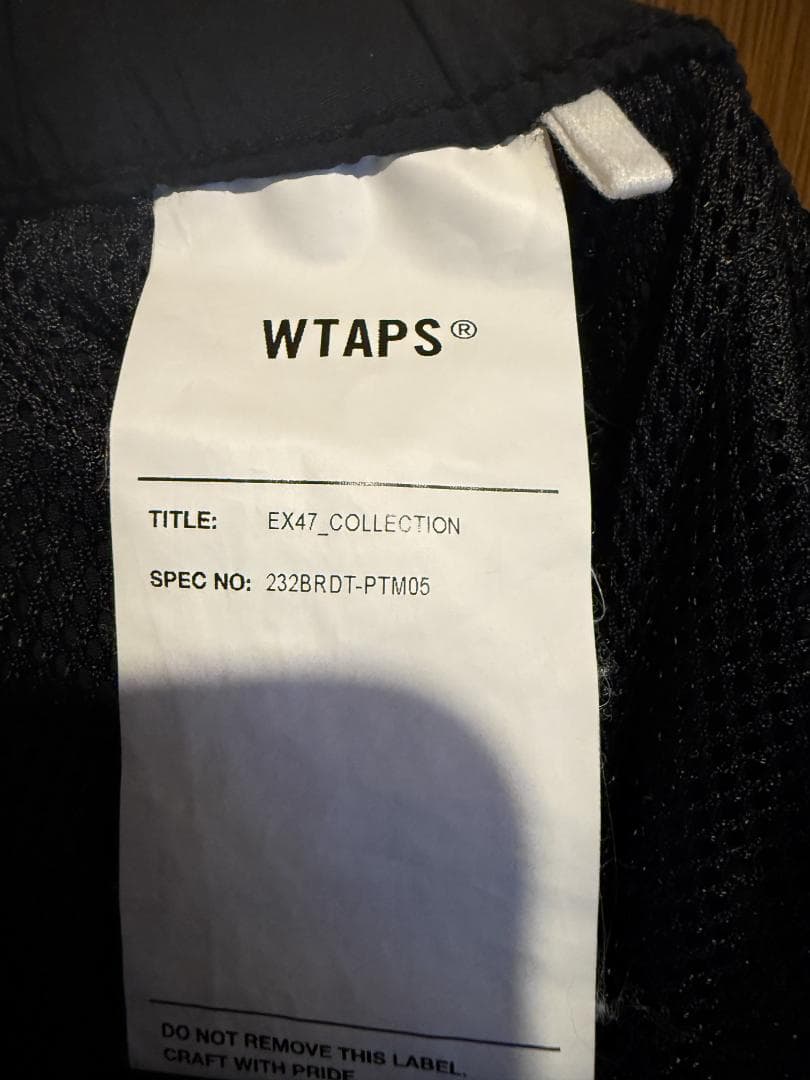 WTAPS®
TITLE: EX47_COLLECTION
SPEC NO: 232BRDT-PTM05
DO NOT REMOVE THIS LABEL.
CRAFT WITH PRIDE